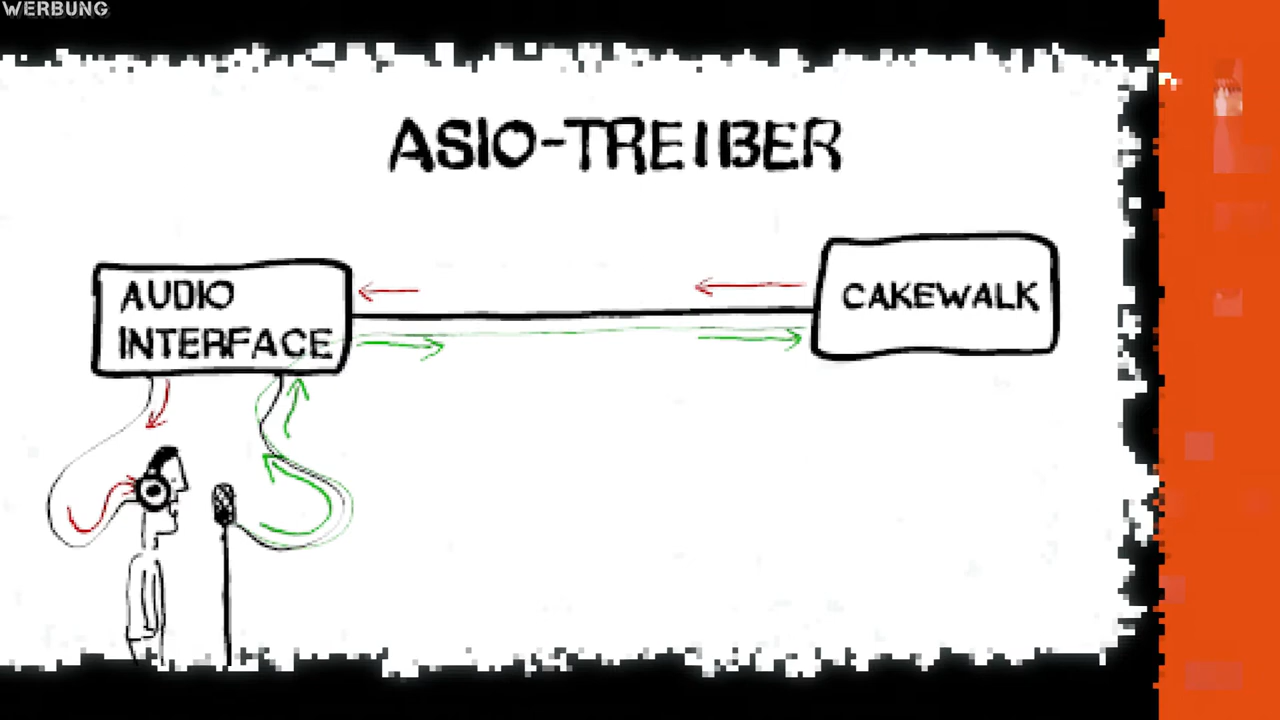 WERBUNG
ASIO-TREIBER
AUDIO
INTERFACE
CAKEWALK